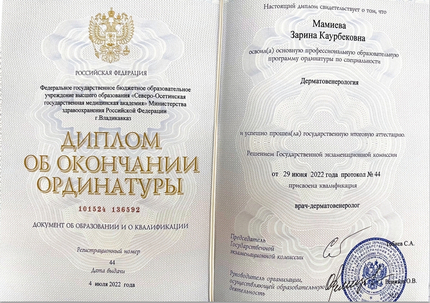 РОССИЙСКАЯ ФЕДЕРАЦИЯ
Федеральное государственное бюджетное образовательное
учреждение высшего образования «Северо-Осетинская
государственная медицинская академия» Министерства
здравоохранения Российской Федерации
г.Владикавказ
ДИПЛОМ
ОБ ОКОНЧАНИИ
ОРДИНАТУРЫ
101524 136592
ДОКУМЕНТ ОБ ОБРАЗОВАНИИ И О КВАЛИФИКАЦИИ
Регистрационный номер
44
Дата выдачи
4 июля 2022 года
Настоящий диплом свидетельствует о том, что
Мамиева
Зарина Каурбековна
освоил(а) основную профессиональную образовательную
программу ординатуры по специальности
Дерматовенерология
и успешно прошел(ла) государственную итоговую аттестацию.
Решением Государственной экзаменационной комиссии
от 29 июня 2022 года протокол № 44
присвоена квалификация
врач-дерматовенеролог
Председатель
Государственной
экзаменационной комиссии
С.А.
Руководитель организации,
осуществляющей образовательную
деятельность
О.В.